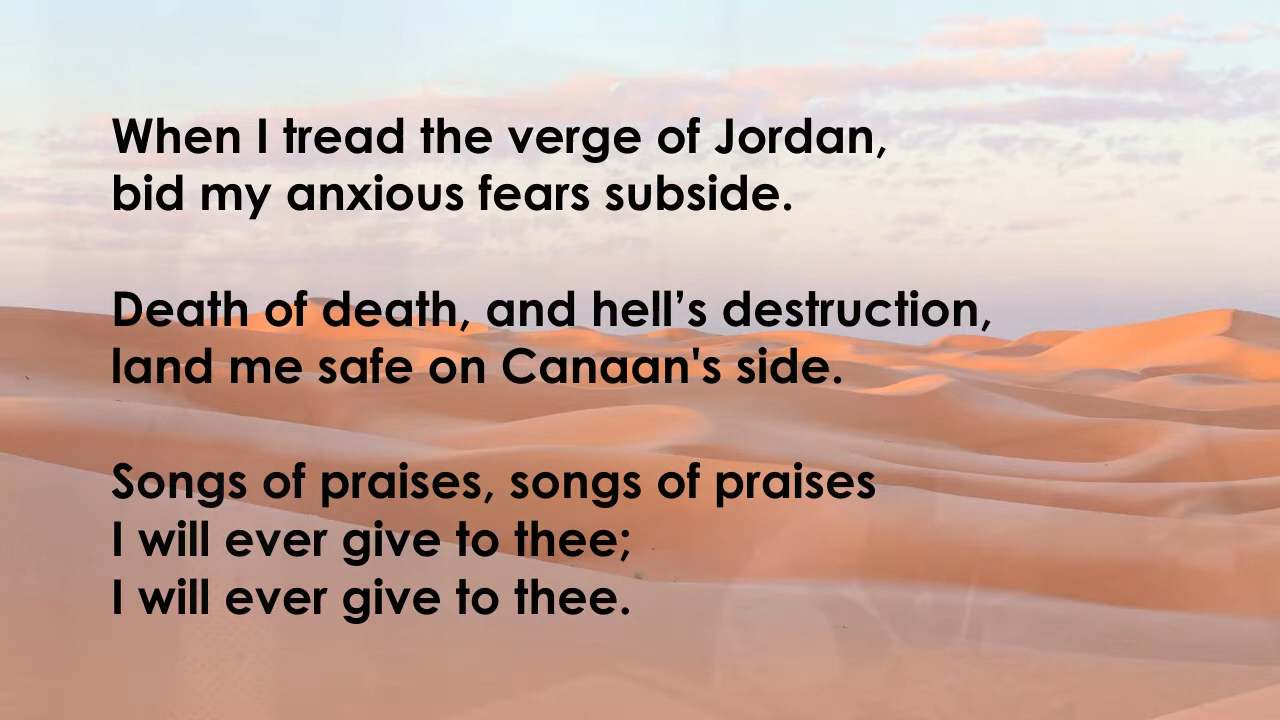 When I tread the verge of Jordan,
bid my anxious fears subside.
Death of death, and hell’s destruction,
land me safe on Canaan's side.
Songs of praises, songs of praises
I will ever give to thee;
I will ever give to thee.